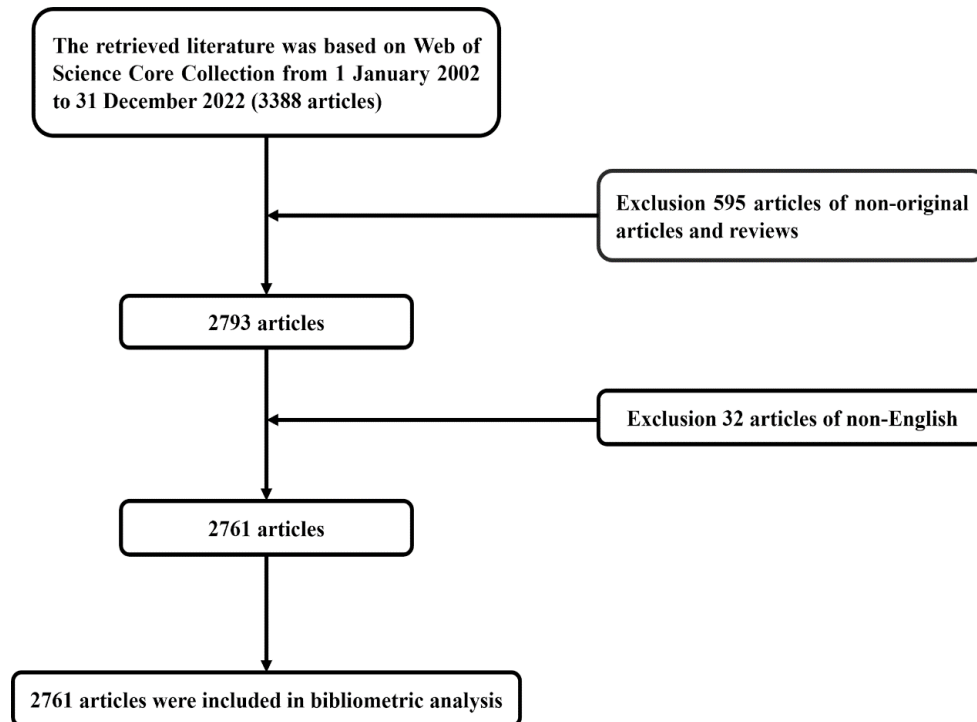 The retrieved literature was based on Web of
Science Core Collection from 1 January 2002
to 31 December 2022 (3388 articles)
Exclusion 595 articles of non-original
articles and reviews
2793 articles
Exclusion 32 articles of non-English
2761 articles
2761 articles were included in bibliometric analysis